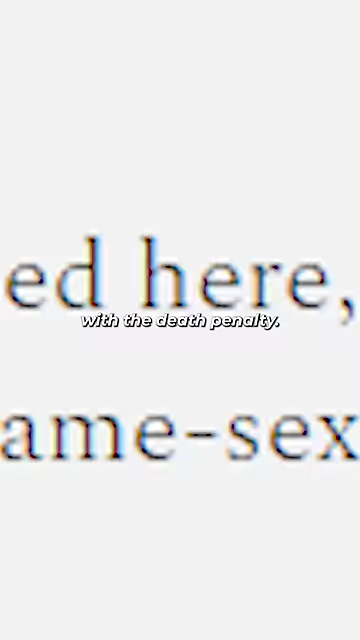 ed here,
with the death penalty.
ame-sex